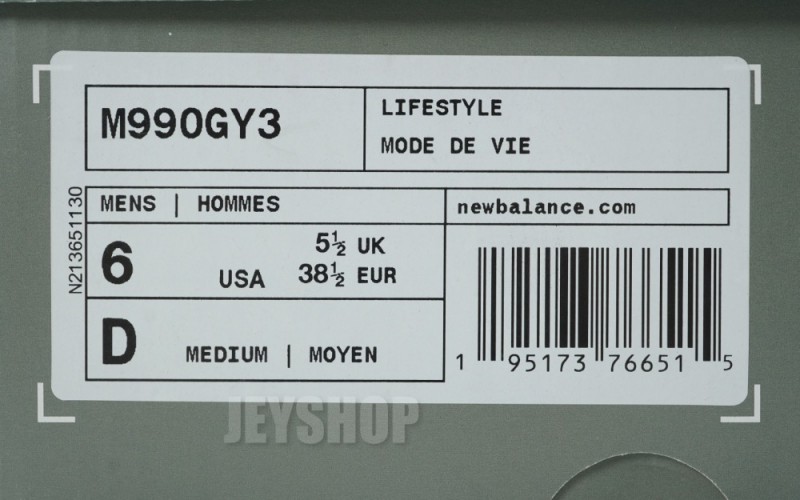 M990GY3
LIFESTYLE
MODE DE VIE
N213651130
MENS | HOMMES
newbalance.com
6 USA
5½ UK
38½ EUR
D MEDIUM | MOYEN
1 95173 76651 5
JEYSHOP